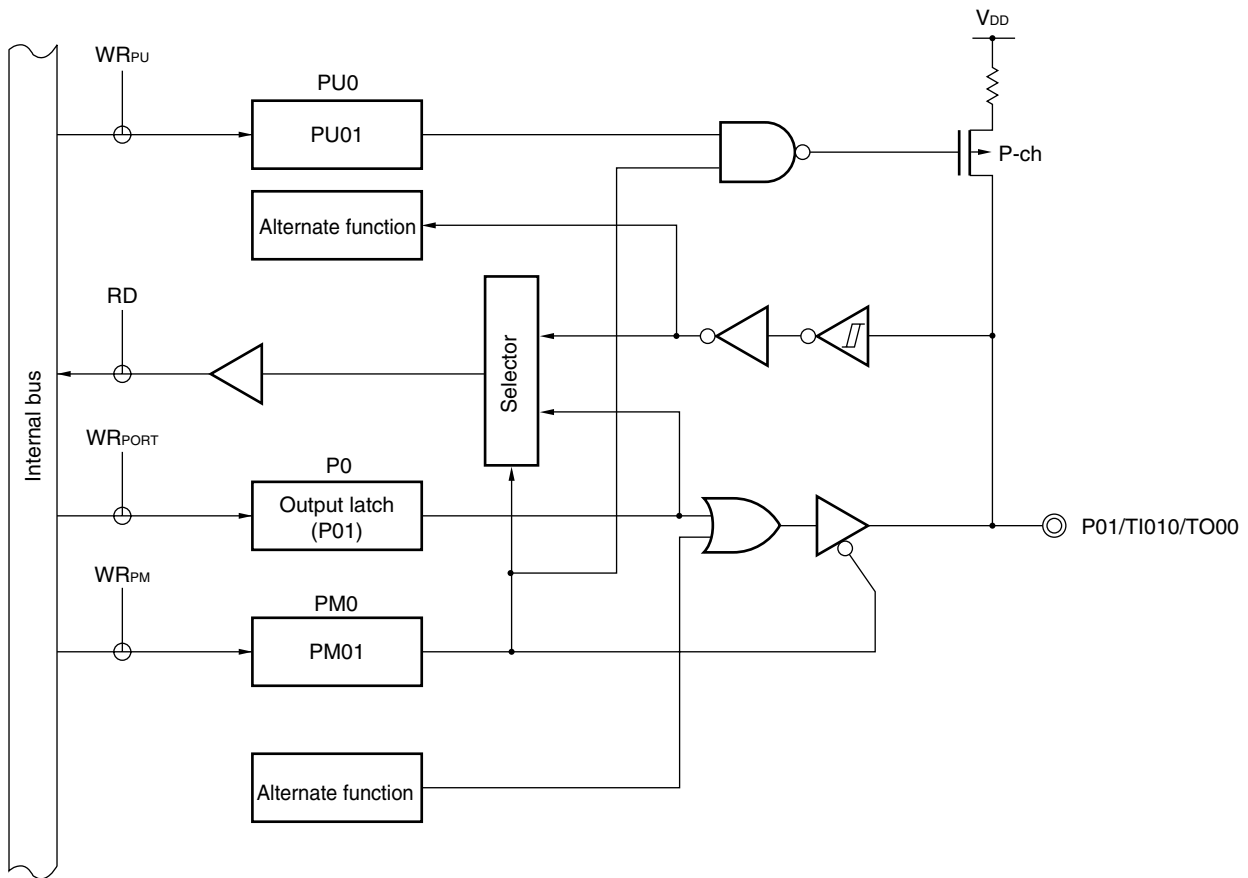 VDD
WRPU
PU0
PU01
P-ch
Alternate function
RD
Selector
Internal bus
WRPORT
P0
Output latch
(P01)
P01/TI010/TO00
WRPM
PM0
PM01
Alternate function